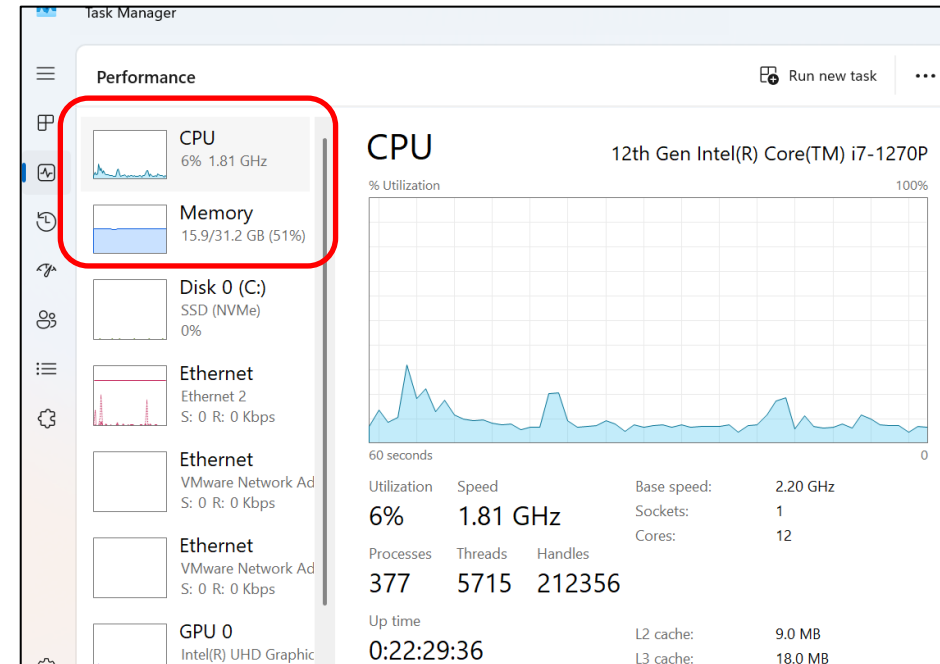 Task Manager
Performance
Run new task
CPU
6% 1.81 GHz
Memory
15.9/31.2 GB (51%)
Disk 0 (C:)
SSD (NVMe)
0%
Ethernet
Ethernet 2
S: 0 R: 0 Kbps
Ethernet
VMware Network Ad
S: 0 R: 0 Kbps
Ethernet
VMware Network Ad
S: 0 R: 0 Kbps
GPU 0
Intel(R) UHD Graphic
CPU
12th Gen Intel(R) Core(TM) i7-1270P
% Utilization
100%
60 seconds
0
Utilization Speed
6% 1.81 GHz
Processes Threads Handles
377 5715 212356
Up time
0:22:29:36
Base speed: 2.20 GHz
Sockets: 1
Cores: 12
L2 cache: 9.0 MB
L3 cache: 18.0 MB